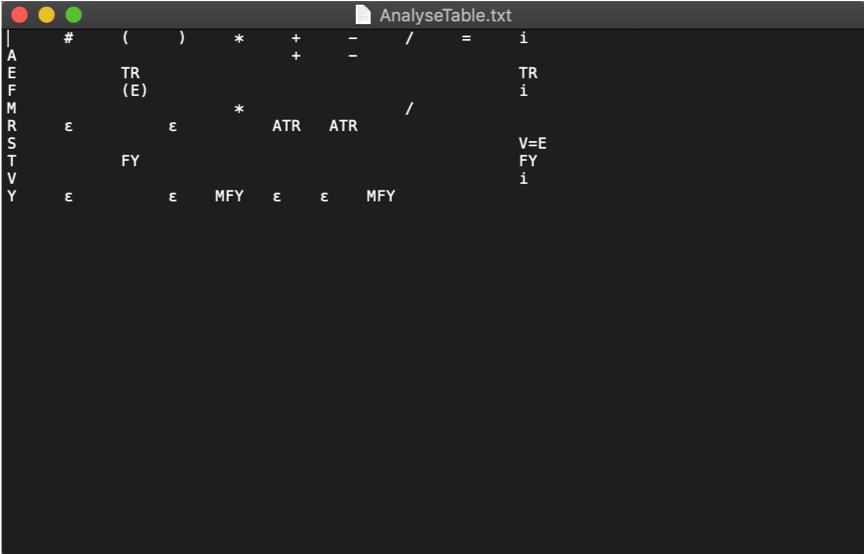 AnalyseTable.txt
# ( ) * + - / = i
A + -
E TR TR
F (E) i
M * /
R ε ε ATR ATR
S V=E
T FY FY
V i
Y ε ε MFY ε ε MFY